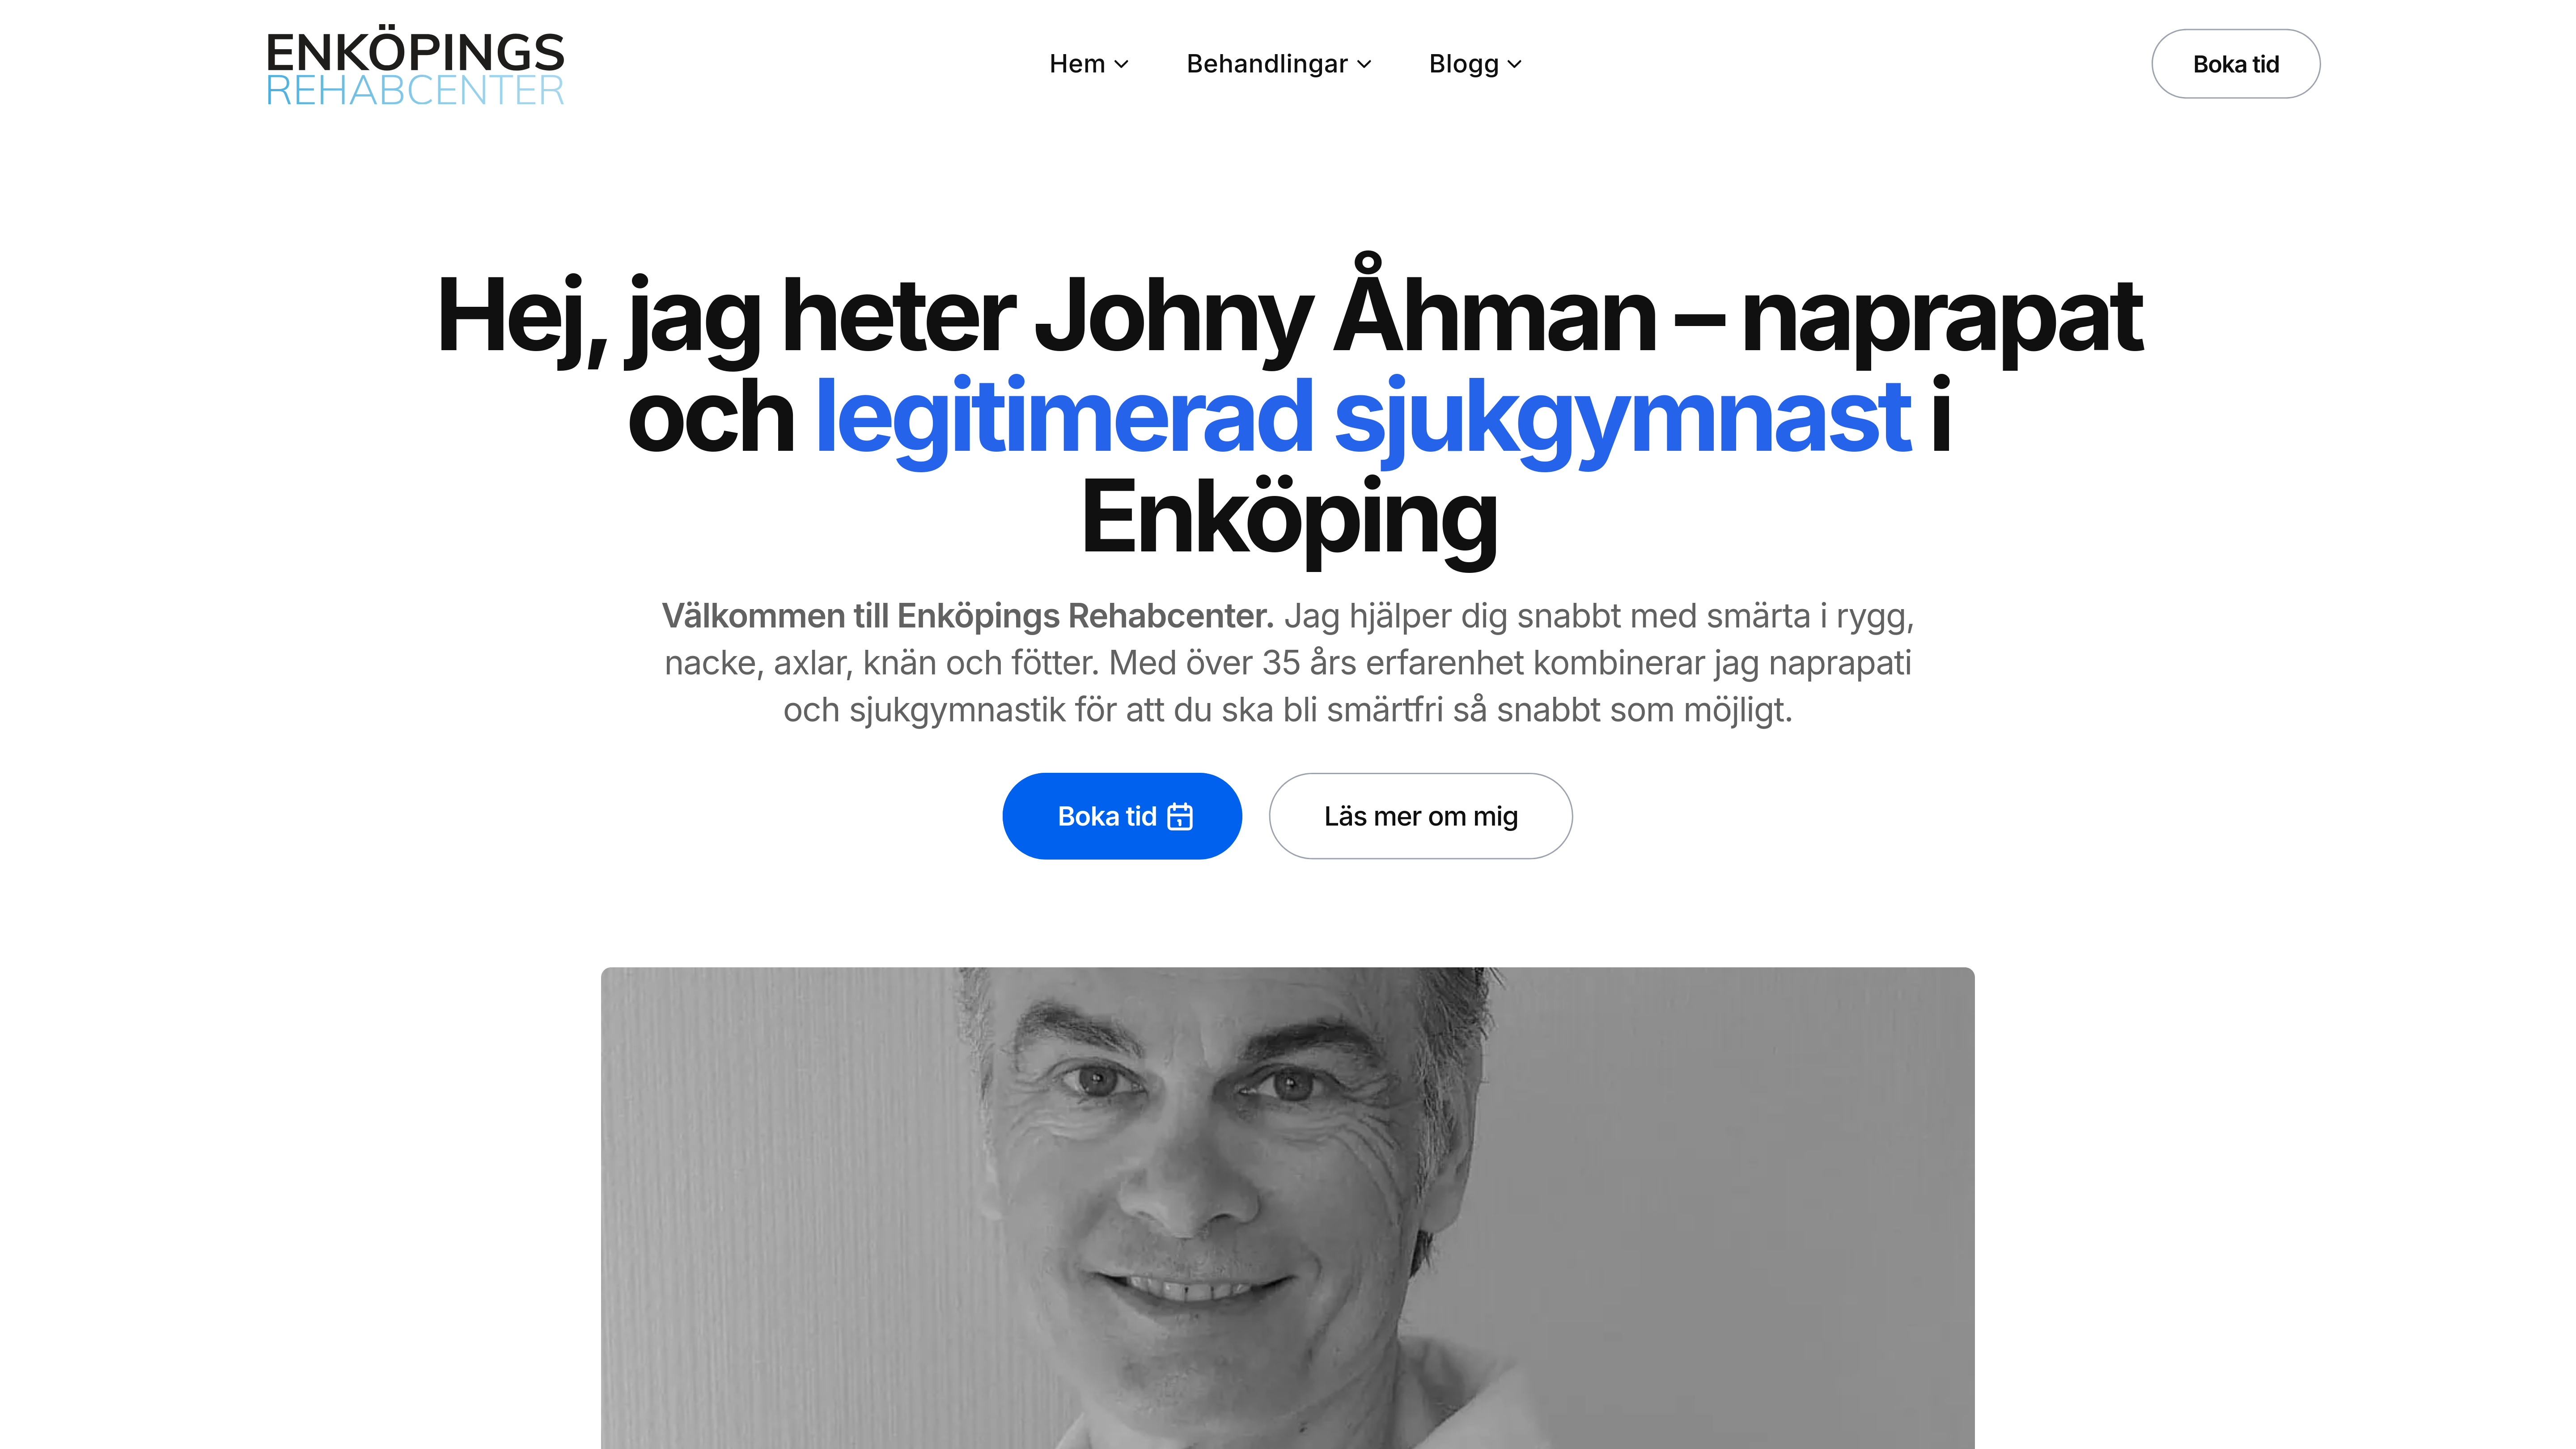 ENKÖPINGS
REHABCENTER
Hem
Behandlingar
Blogg
Boka tid
Hej, jag heter Johny Åhman – naprapat
och legitimerad sjukgymnast i
Enköping
Välkommen till Enköpings Rehabcenter. Jag hjälper dig snabbt med smärta i rygg,
nacke, axlar, knän och fötter. Med över 35 års erfarenhet kombinerar jag naprapati
och sjukgymnastik för att du ska bli smärtfri så snabbt som möjligt.
Boka tid
Läs mer om mig